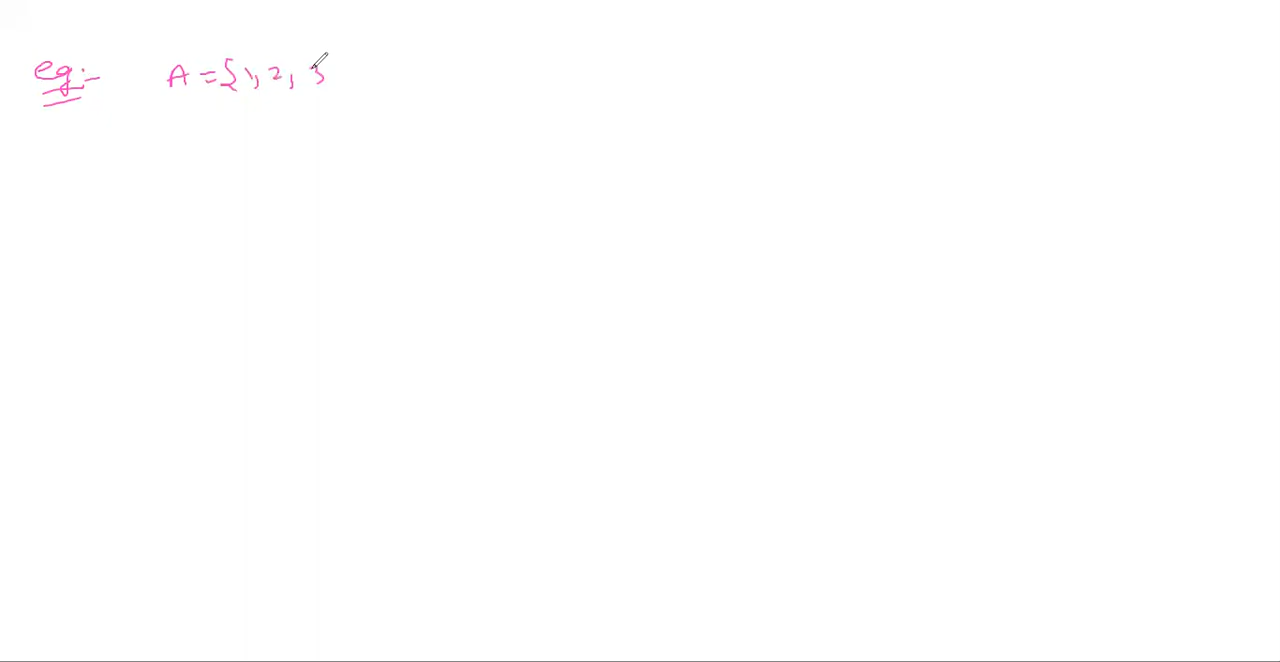 eg:- A = {1, 2, 3